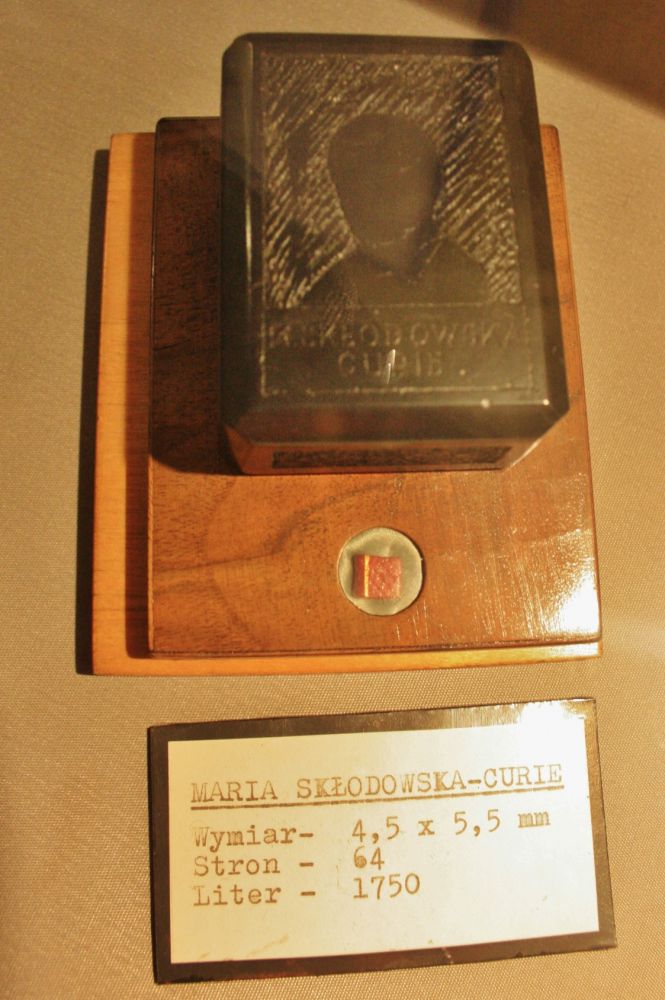 M. SKŁODOWSKA
CURIE.
MARIA SKŁODOWSKA-CURIE
Wymiar- 4,5 x 5,5 mm
Stron - 64
Liter - 1750